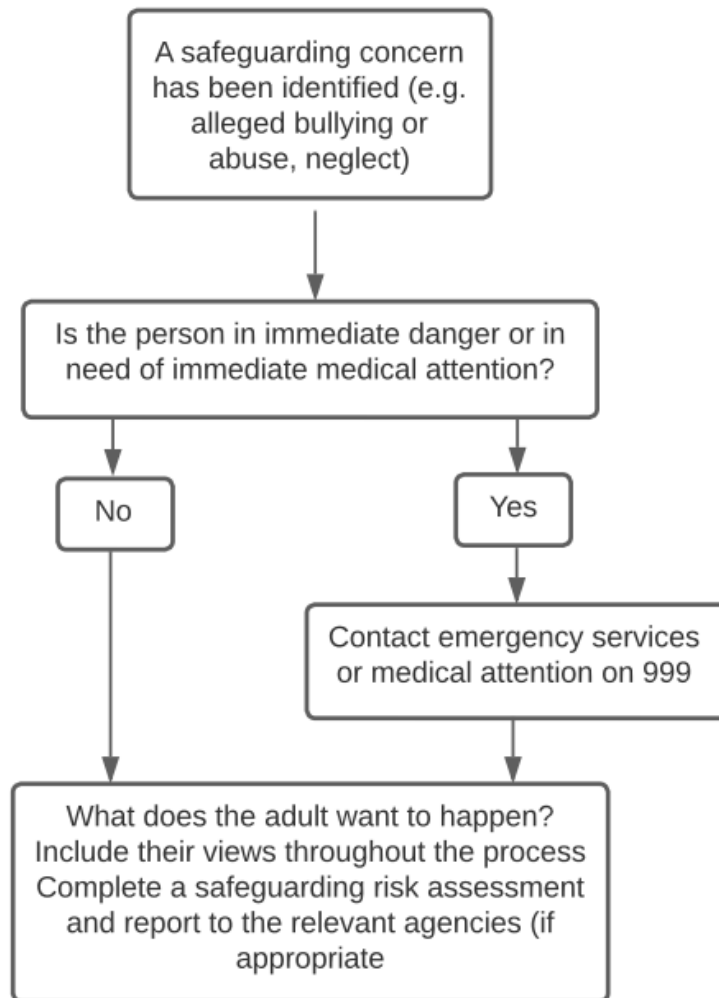 A safeguarding concern
has been identified (e.g.
alleged bullying or
abuse, neglect)
Is the person in immediate danger or in
need of immediate medical attention?
No
Yes
Contact emergency services
or medical attention on 999
What does the adult want to happen?
Include their views throughout the process
Complete a safeguarding risk assessment
and report to the relevant agencies (if
appropriate